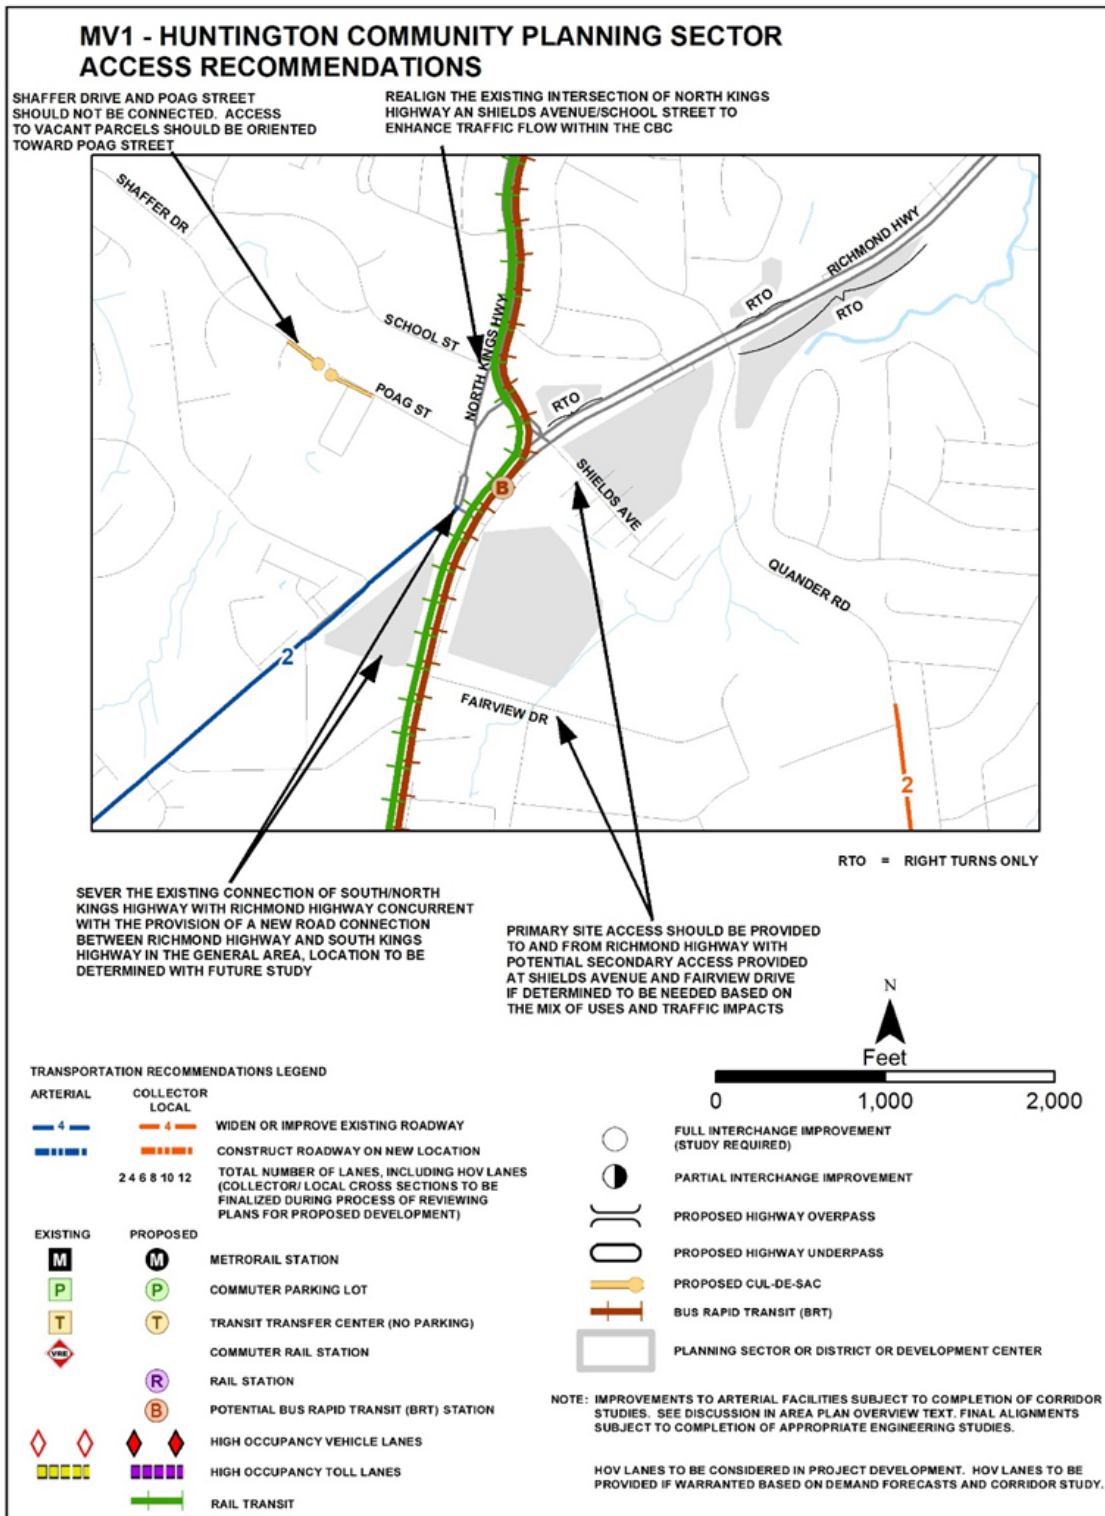 MV1 - HUNTINGTON COMMUNITY PLANNING SECTOR
ACCESS RECOMMENDATIONS
SHAFFER DRIVE AND POAG STREET
SHOULD NOT BE CONNECTED. ACCESS
TO VACANT PARCELS SHOULD BE ORIENTED
TOWARD POAG STREET
REALIGN THE EXISTING INTERSECTION OF NORTH KINGS
HIGHWAY AN SHIELDS AVENUE/SCHOOL STREET TO
ENHANCE TRAFFIC FLOW WITHIN THE CBC
SHAFFER DR
RICHMOND HWY
RTO
RTO
SCHOOL ST
NORTH KINGS HWY
POAG ST
RTO
B
SHIELDS AVE
QUANDER RD
2
FAIRVIEW DR
2
RTO = RIGHT TURNS ONLY
SEVER THE EXISTING CONNECTION OF SOUTH/NORTH
KINGS HIGHWAY WITH RICHMOND HIGHWAY CONCURRENT
WITH THE PROVISION OF A NEW ROAD CONNECTION
BETWEEN RICHMOND HIGHWAY AND SOUTH KINGS
HIGHWAY IN THE GENERAL AREA, LOCATION TO BE
DETERMINED WITH FUTURE STUDY
PRIMARY SITE ACCESS SHOULD BE PROVIDED
TO AND FROM RICHMOND HIGHWAY WITH
POTENTIAL SECONDARY ACCESS PROVIDED
AT SHIELDS AVENUE AND FAIRVIEW DRIVE
IF DETERMINED TO BE NEEDED BASED ON
THE MIX OF USES AND TRAFFIC IMPACTS
N
Feet
0 1,000 2,000
TRANSPORTATION RECOMMENDATIONS LEGEND
ARTERIAL COLLECTOR
LOCAL
4 4 WIDEN OR IMPROVE EXISTING ROADWAY
CONSTRUCT ROADWAY ON NEW LOCATION
2 4 6 8 10 12 TOTAL NUMBER OF LANES, INCLUDING HOV LANES
(COLLECTOR/ LOCAL CROSS SECTIONS TO BE
FINALIZED DURING PROCESS OF REVIEWING
PLANS FOR PROPOSED DEVELOPMENT)
EXISTING PROPOSED
M M METRORAIL STATION
P P COMMUTER PARKING LOT
T T TRANSIT TRANSFER CENTER (NO PARKING)
VRE COMMUTER RAIL STATION
R RAIL STATION
B POTENTIAL BUS RAPID TRANSIT (BRT) STATION
HIGH OCCUPANCY VEHICLE LANES
HIGH OCCUPANCY TOLL LANES
RAIL TRANSIT
FULL INTERCHANGE IMPROVEMENT
(STUDY REQUIRED)
PARTIAL INTERCHANGE IMPROVEMENT
PROPOSED HIGHWAY OVERPASS
PROPOSED HIGHWAY UNDERPASS
PROPOSED CUL-DE-SAC
BUS RAPID TRANSIT (BRT)
PLANNING SECTOR OR DISTRICT OR DEVELOPMENT CENTER
NOTE: IMPROVEMENTS TO ARTERIAL FACILITIES SUBJECT TO COMPLETION OF CORRIDOR
STUDIES. SEE DISCUSSION IN AREA PLAN OVERVIEW TEXT. FINAL ALIGNMENTS
SUBJECT TO COMPLETION OF APPROPRIATE ENGINEERING STUDIES.
HOV LANES TO BE CONSIDERED IN PROJECT DEVELOPMENT. HOV LANES TO BE
PROVIDED IF WARRANTED BASED ON DEMAND FORECASTS AND CORRIDOR STUDY.